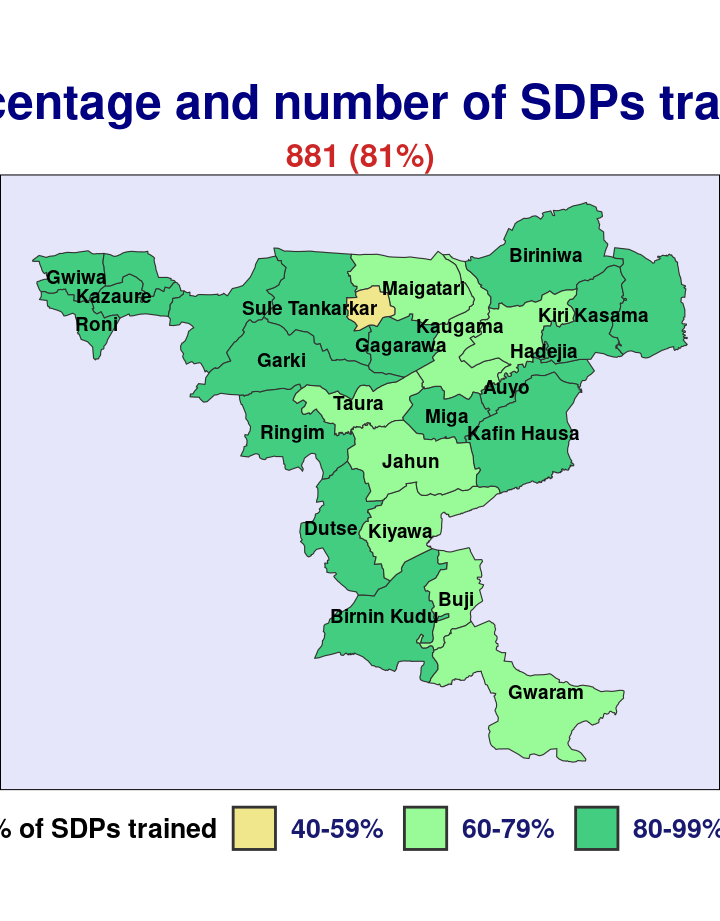 centage and number of SDPs tra
881 (81%)
Biriniwa
Gwiwa
Maigatari
Kazaure
Sule Tankarkar
Kiri Kasama
Roni
Kaugama
Gagarawa
Hadejia
Garki
Auyo
Taura
Miga
Ringim
Kafin Hausa
Jahun
Dutse
Kiyawa
Buji
Birnin Kudu
Gwaram
% of SDPs trained 40-59% 60-79% 80-99%